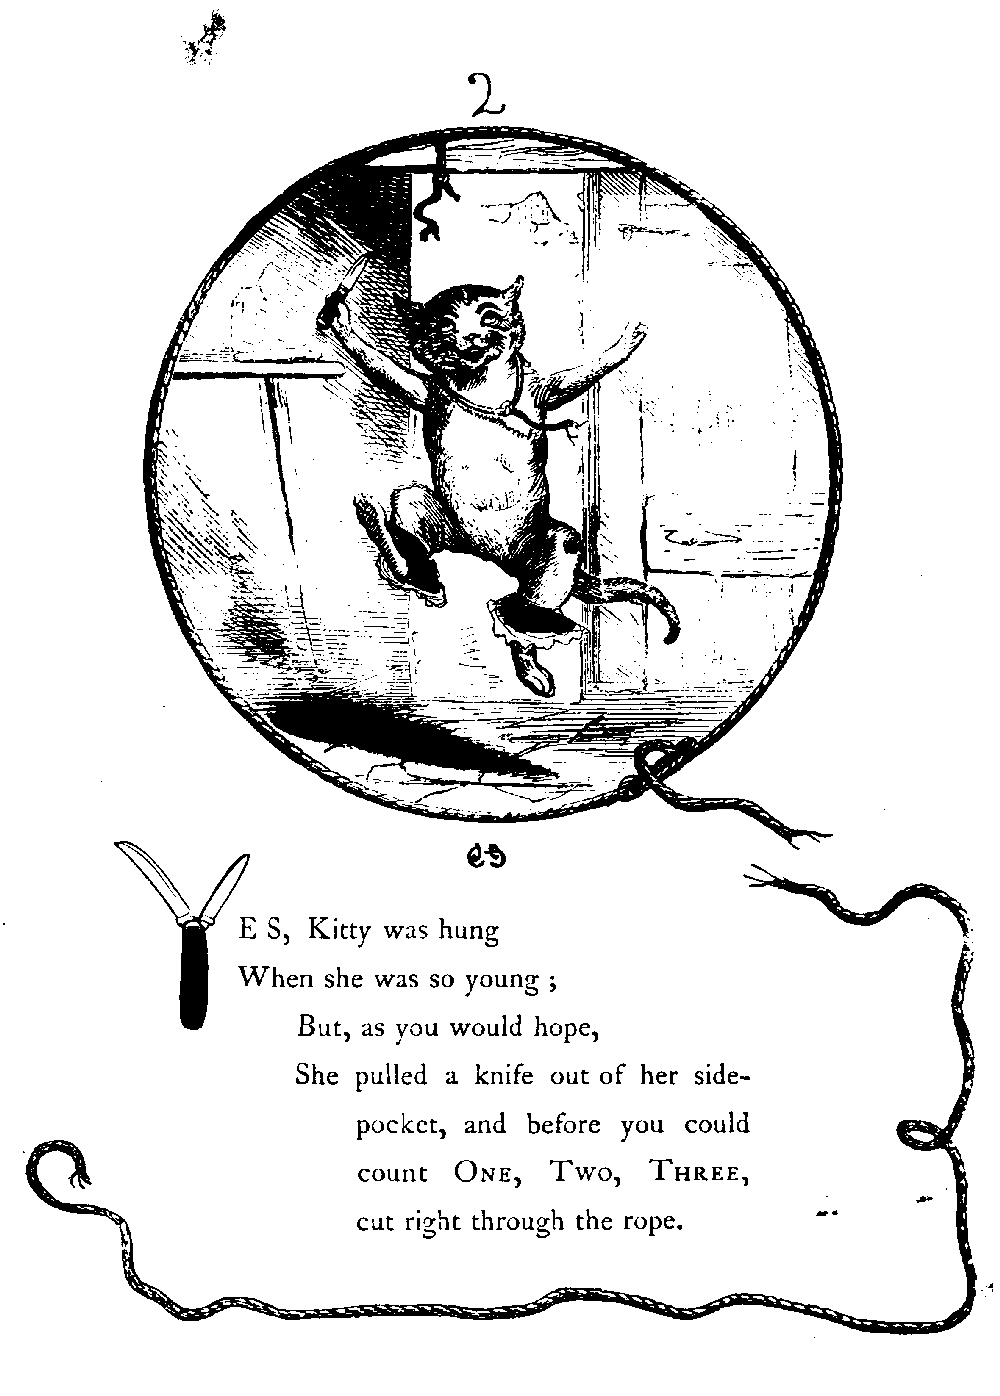 2
YES, Kitty was hung
When she was so young ;
But, as you would hope,
She pulled a knife out of her side-
pocket, and before you could
count ONE, TWO, THREE,
cut right through the rope.